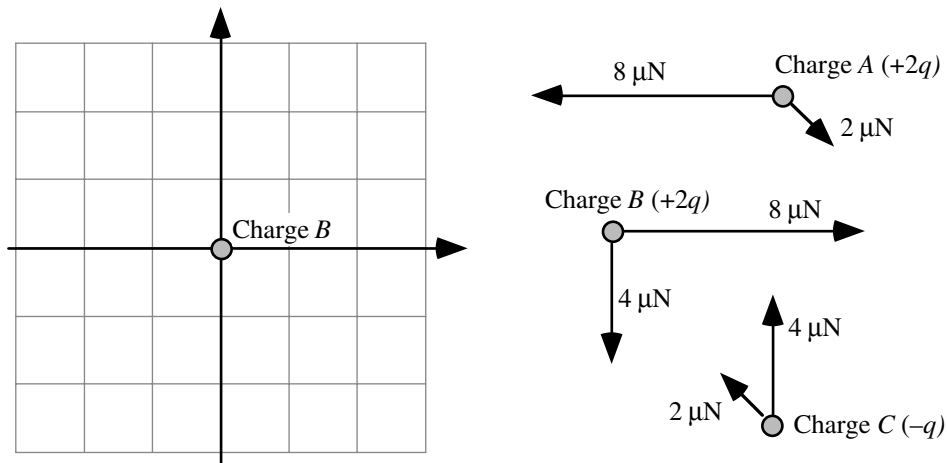 8 μN
Charge A (+2q)
2 μN
Charge B (+2q)
8 μN
Charge B
4 μN
4 μN
2 μN
Charge C (–q)